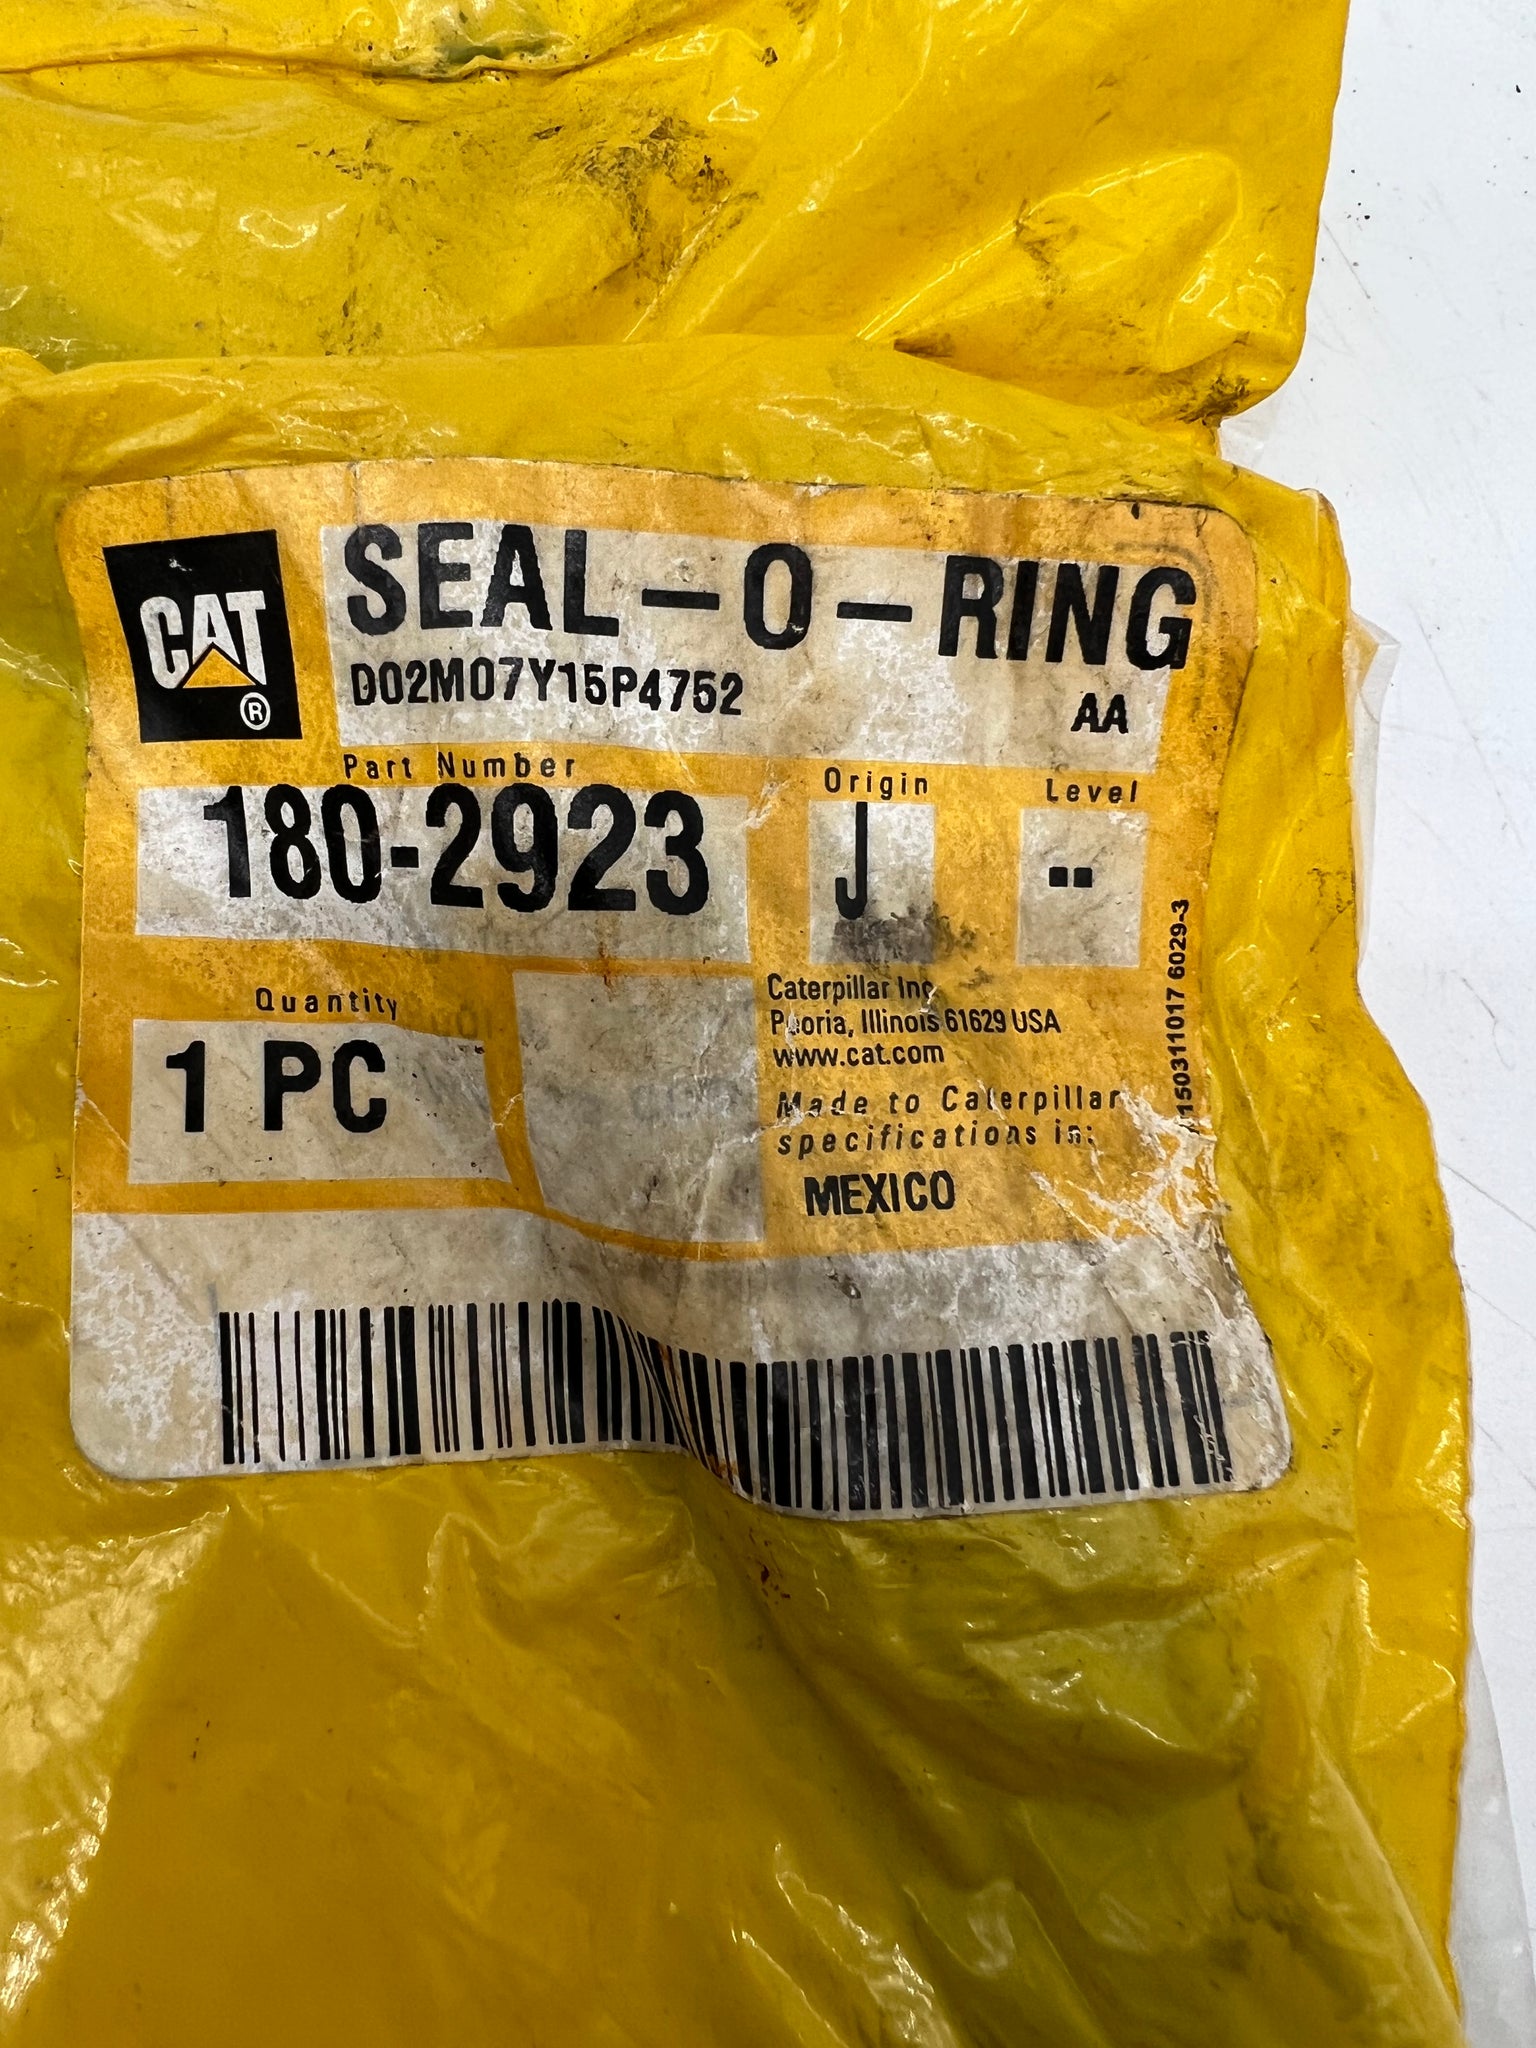 CAT
®
SEAL-O-RING
D02M07Y15P4752
AA
Part Number
180-2923
Origin
J
Level
--
Quantity
1 PC
Caterpillar Inc
Peoria, Illinois 61629 USA
www.cat.com
Made to Caterpillar
specifications in:
MEXICO
6029-3